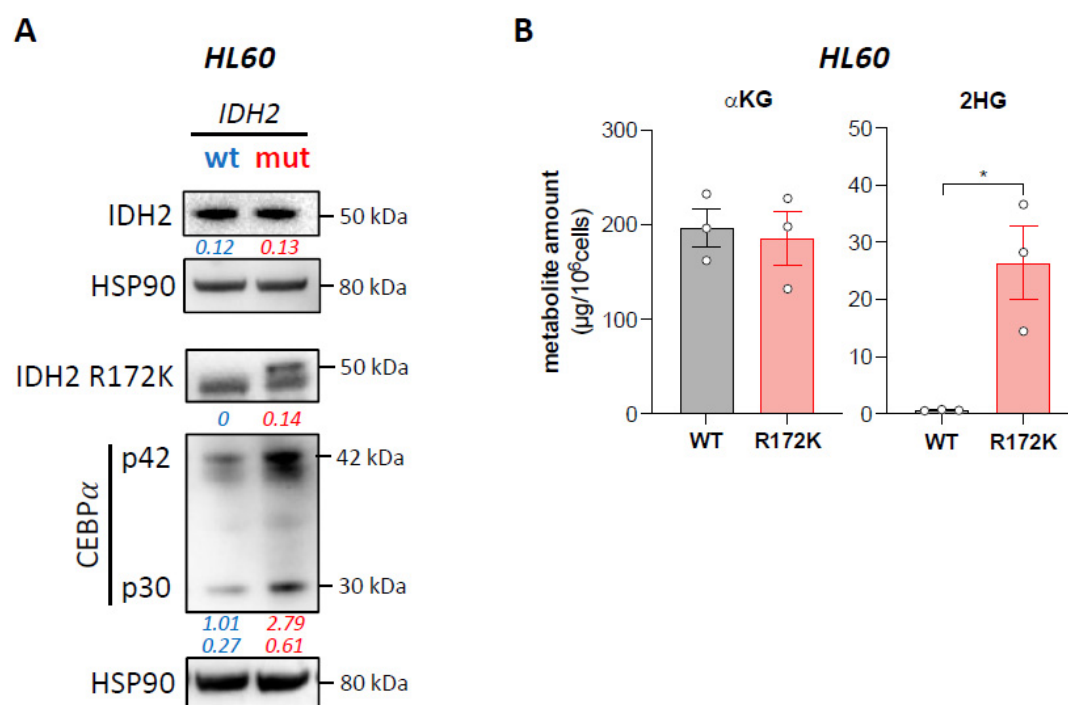 A
HL60
IDH2
wt mut
IDH2
50 kDa
0.12 0.13
HSP90
80 kDa
IDH2 R172K
50 kDa
0 0.14
CEBPα
p42
42 kDa
p30
30 kDa
1.01 2.79
0.27 0.61
HSP90
80 kDa
B
HL60
αKG
metabolite amount
(µg/10⁶cells)
300
200
100
0
WT R172K
2HG
50
40
30
20
10
0
*
WT R172K